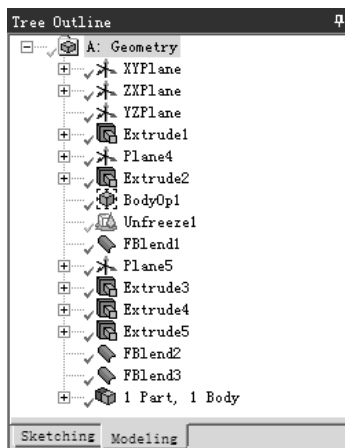 Tree Outline
A: Geometry
XYPlane
ZXPlane
YZPlane
Extrude1
Plane4
Extrude2
BodyOp1
Unfreeze1
FBlend1
Plane5
Extrude3
Extrude4
Extrude5
FBlend2
FBlend3
1 Part, 1 Body
Sketching Modeling